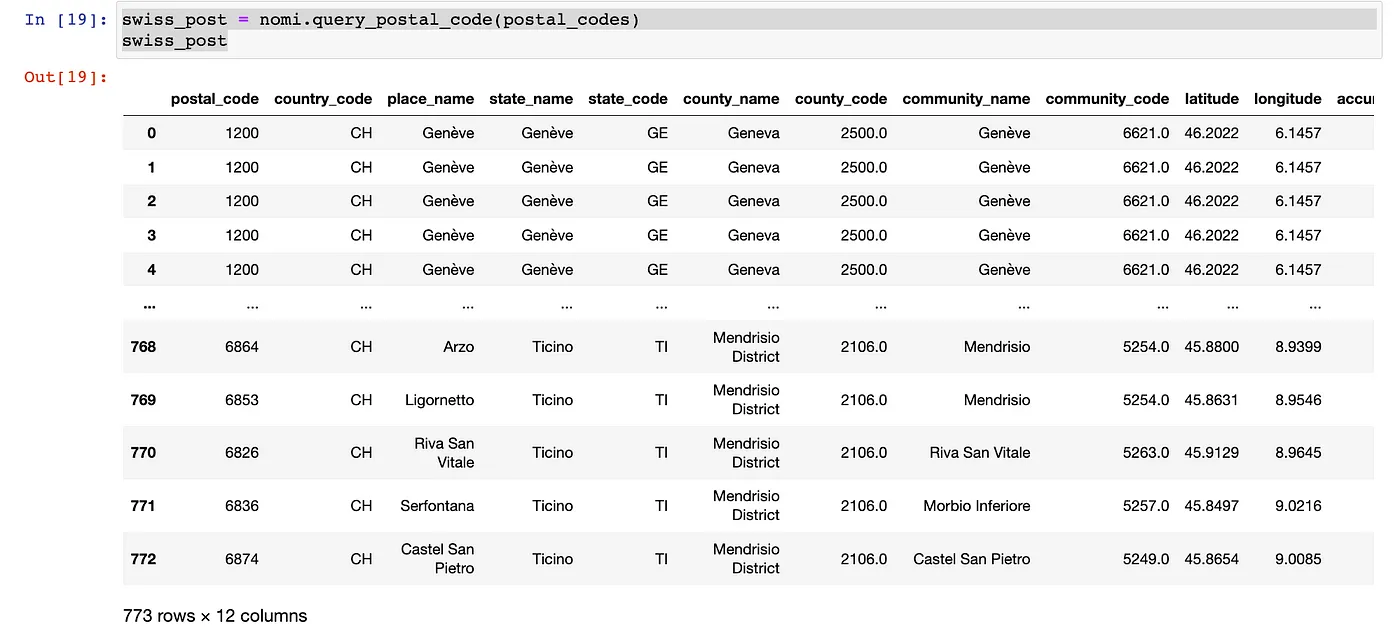 In [19]: swiss_post = nomi.query_postal_code(postal_codes)
swiss_post
Out[19]:
postal_code country_code place_name state_name state_code county_name county_code community_name community_code latitude longitude accu
0 1200 CH Genève Genève GE Geneva 2500.0 Genève 6621.0 46.2022 6.1457
1 1200 CH Genève Genève GE Geneva 2500.0 Genève 6621.0 46.2022 6.1457
2 1200 CH Genève Genève GE Geneva 2500.0 Genève 6621.0 46.2022 6.1457
3 1200 CH Genève Genève GE Geneva 2500.0 Genève 6621.0 46.2022 6.1457
4 1200 CH Genève Genève GE Geneva 2500.0 Genève 6621.0 46.2022 6.1457
... ... ... ... ... ... ... ... ... ... ... ...
768 6864 CH Arzo Ticino TI Mendrisio District 2106.0 Mendrisio 5254.0 45.8800 8.9399
769 6853 CH Ligornetto Ticino TI Mendrisio District 2106.0 Mendrisio 5254.0 45.8631 8.9546
770 6826 CH Riva San Vitale Ticino TI Mendrisio District 2106.0 Riva San Vitale 5263.0 45.9129 8.9645
771 6836 CH Serfontana Ticino TI Mendrisio District 2106.0 Morbio Inferiore 5257.0 45.8497 9.0216
772 6874 CH Castel San Pietro Ticino TI Mendrisio District 2106.0 Castel San Pietro 5249.0 45.8654 9.0085
773 rows × 12 columns